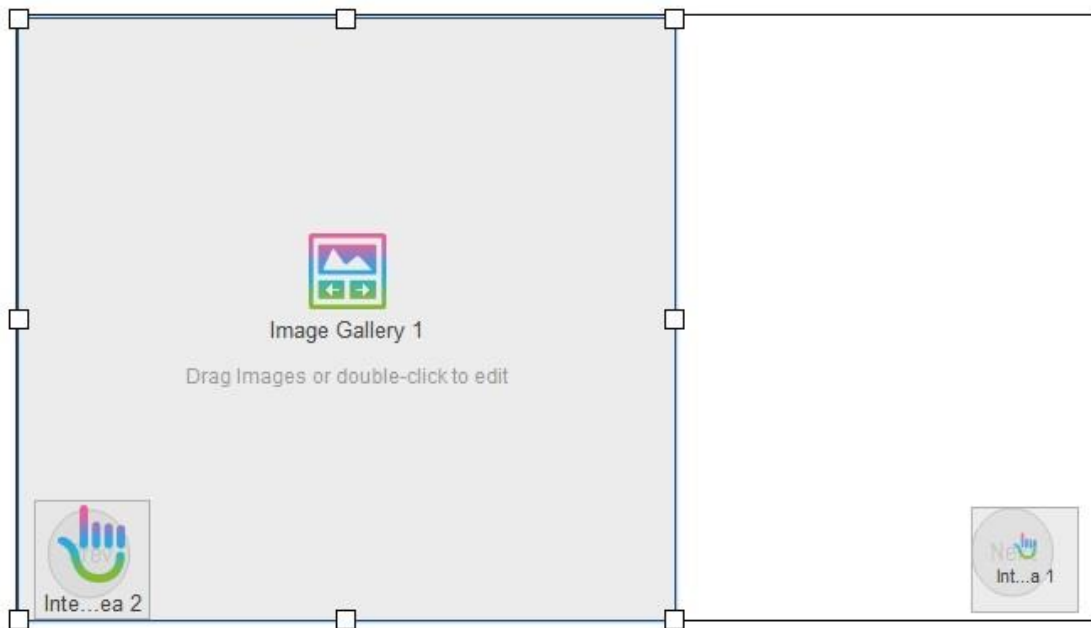 Image Gallery 1
Drag Images or double-click to edit
Inte...ea 2
Int...a 1